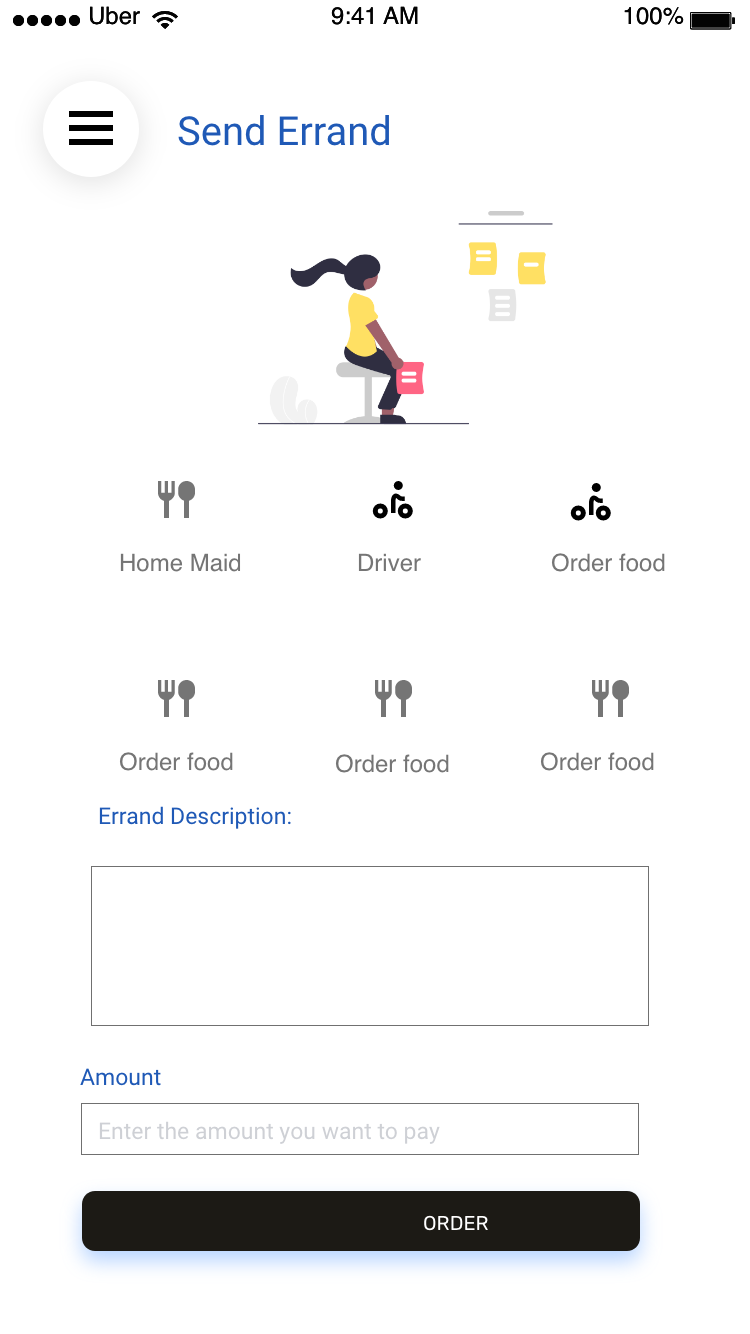 Uber 9:41 AM 100%
Send Errand
Home Maid Driver Order food
Order food Order food Order food
Errand Description:
Amount
Enter the amount you want to pay
ORDER